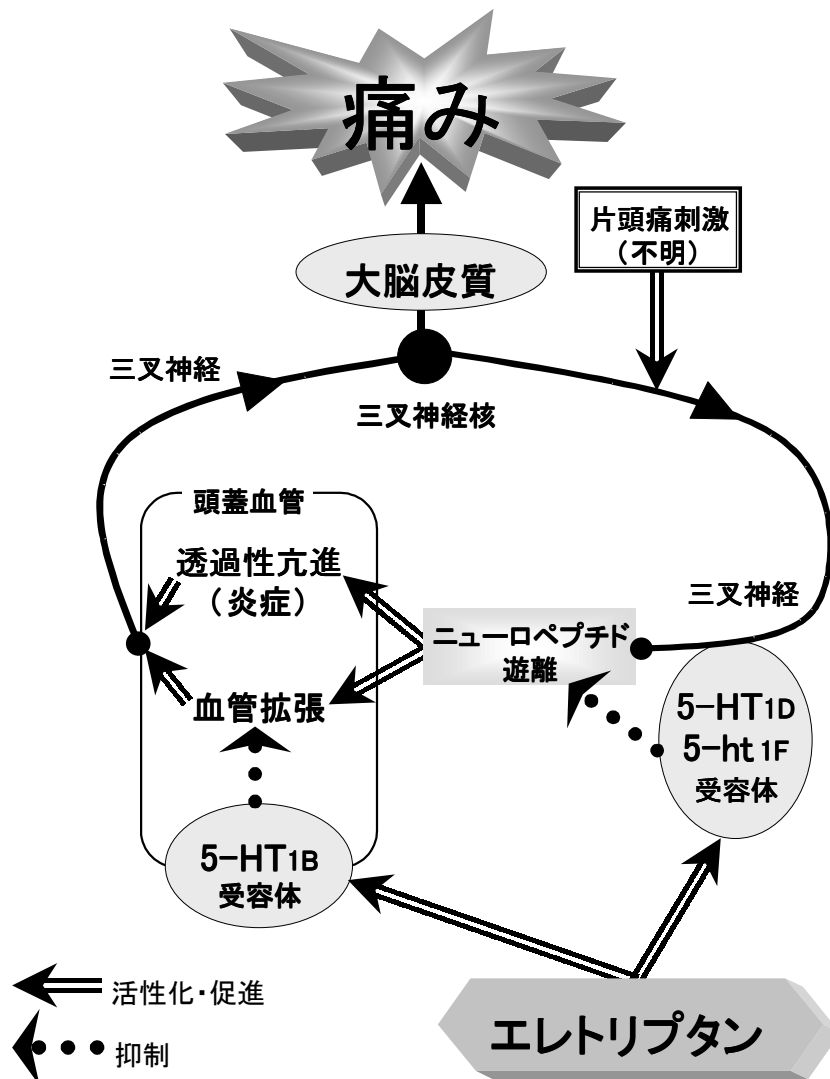 痛み
片頭痛刺激
(不明)
大脳皮質
三叉神経
三叉神経核
頭蓋血管
透過性亢進
(炎症)
三叉神経
ニューロペプチド
遊離
血管拡張
5-HT1D
5-ht1F
受容体
5-HT1B
受容体
活性化・促進
抑制
エレトリプタン